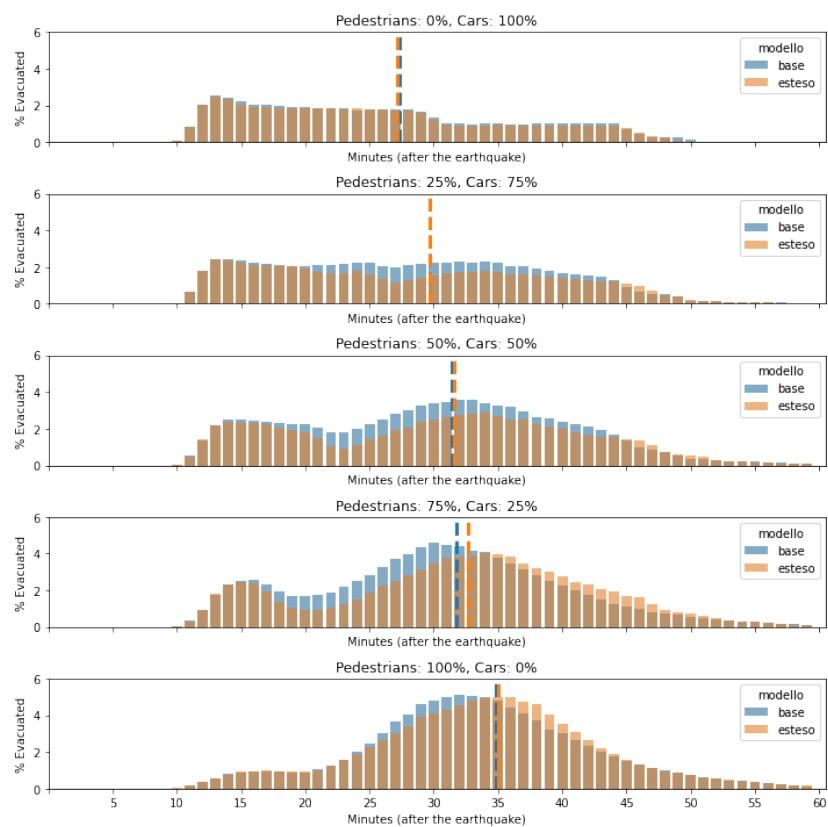 Pedestrians: 0%, Cars: 100%
6
4
2
0
% Evacuated
modello
base
esteso
Minutes (after the earthquake)
Pedestrians: 25%, Cars: 75%
6
4
2
0
% Evacuated
modello
base
esteso
Minutes (after the earthquake)
Pedestrians: 50%, Cars: 50%
6
4
2
0
% Evacuated
modello
base
esteso
Minutes (after the earthquake)
Pedestrians: 75%, Cars: 25%
6
4
2
0
% Evacuated
modello
base
esteso
Minutes (after the earthquake)
Pedestrians: 100%, Cars: 0%
6
4
2
0
% Evacuated
modello
base
esteso
5 10 15 20 25 30 35 40 45 50 55 60
Minutes (after the earthquake)